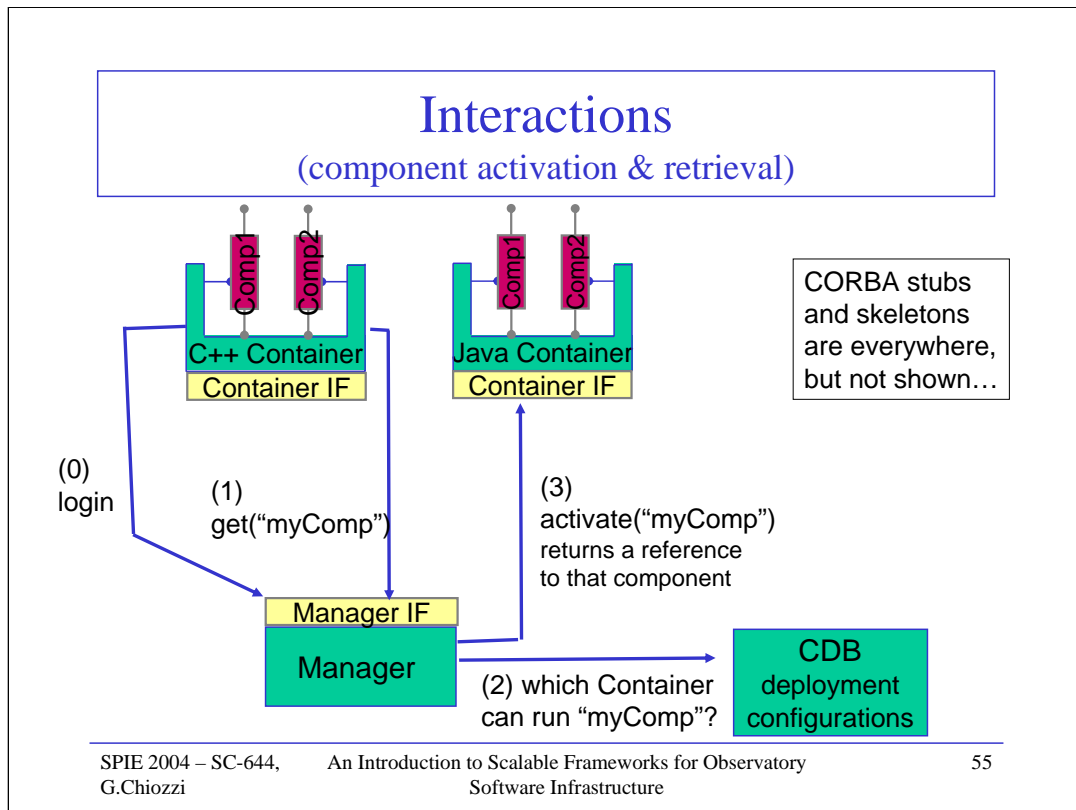 Interactions
(component activation & retrieval)
Comp1
Comp2
C++ Container
Container IF
Comp1
Comp2
Java Container
Container IF
CORBA stubs
and skeletons
are everywhere,
but not shown…
(0)
login
(1)
get(“myComp”)
(3)
activate(“myComp”)
returns a reference
to that component
Manager IF
Manager
(2) which Container
can run “myComp”?
CDB
deployment
configurations
SPIE 2004 – SC-644,
G.Chiozzi
An Introduction to Scalable Frameworks for Observatory
Software Infrastructure
55